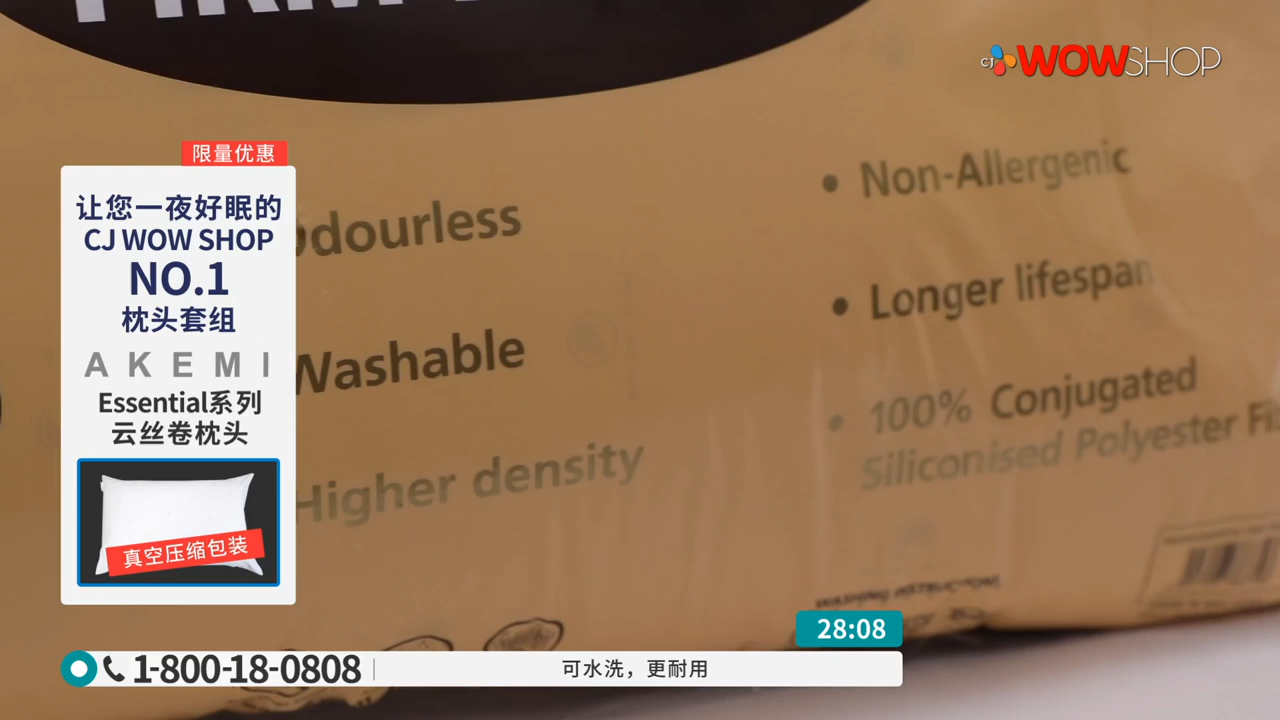 CJ WOWSHOP
限量优惠
让您一夜好眠的
CJ WOW SHOP
NO.1
枕头套组
AKEMI
Essential系列
云丝卷枕头
真空压缩包装
Odourless
Washable
Higher density
• Non-Allergenic
• Longer lifespan
• 100% Conjugated
Siliconised Polyester
WASHING INSTRUCTIONS
28:08
1-800-18-0808
可水洗，更耐用